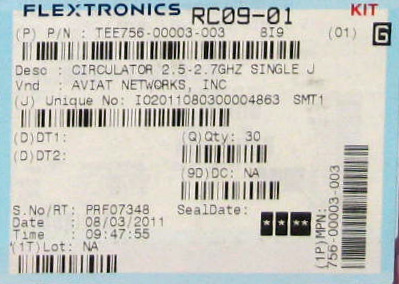 FLEXTRONICS RC09-01 KIT
(P) P/N : TEE756-00003-003 8I9 (01) G
Desc : CIRCULATOR 2.5-2.7GHZ SINGLE J
Vnd : AVIAT NETWORKS, INC
(J) Unique No: IO2011080300004863 SMT1
(D)DT1: (Q)Qty: 30
(D)DT2:
(9D)DC: NA
S.No/RT: PRF07348 SealDate:
Date : 08/03/2011 * * **
Time : 09:47:55
(1T)Lot: NA
(1P)MPN:
756-00003-003